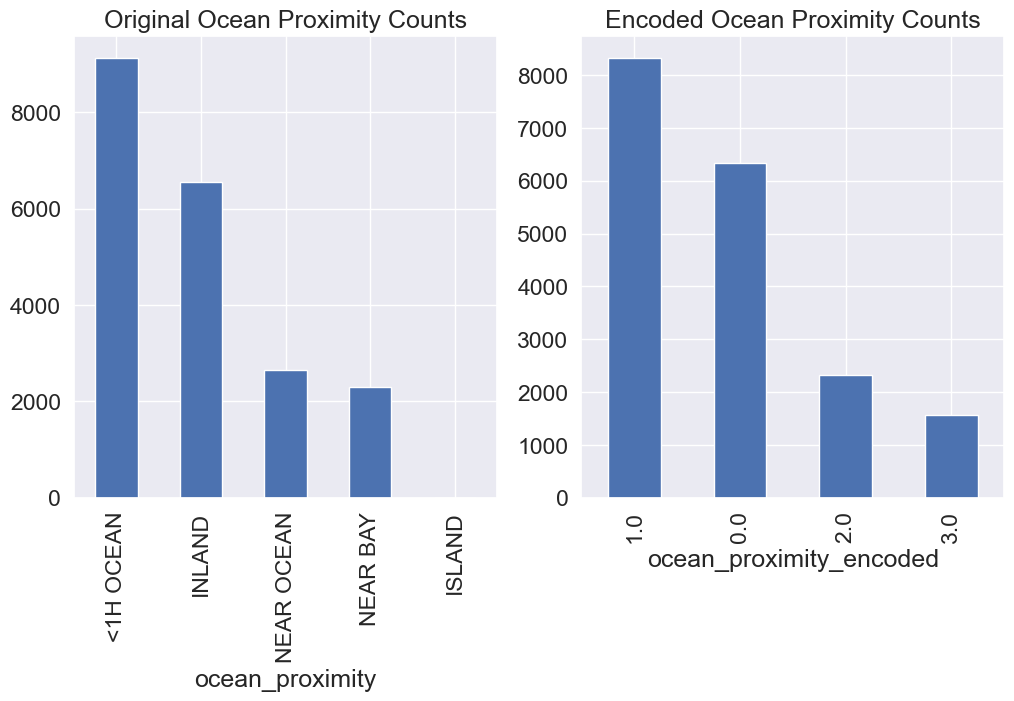 Original Ocean Proximity Counts
8000
6000
4000
2000
0
<1H OCEAN
INLAND
NEAR OCEAN
NEAR BAY
ISLAND
ocean_proximity
Encoded Ocean Proximity Counts
8000
7000
6000
5000
4000
3000
2000
1000
0
1.0
0.0
2.0
3.0
ocean_proximity_encoded